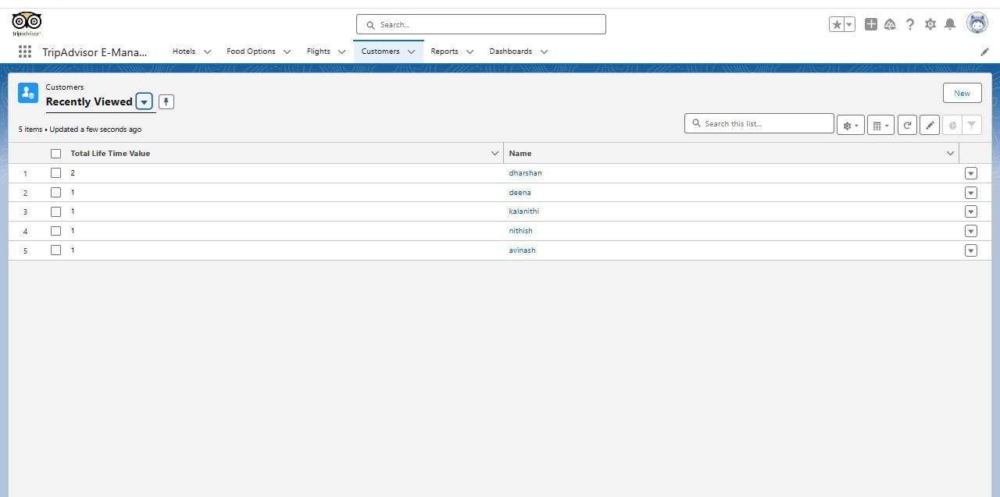 Search...
tripadvisor
TripAdvisor E-Mana... Hotels Food Options Flights Customers Reports Dashboards
Customers
Recently Viewed
New
5 items • Updated a few seconds ago
Search this list...
Total Life Time Value Name
1 2 dharshan
2 1 deena
3 1 kalanithi
4 1 nithish
5 1 avinash